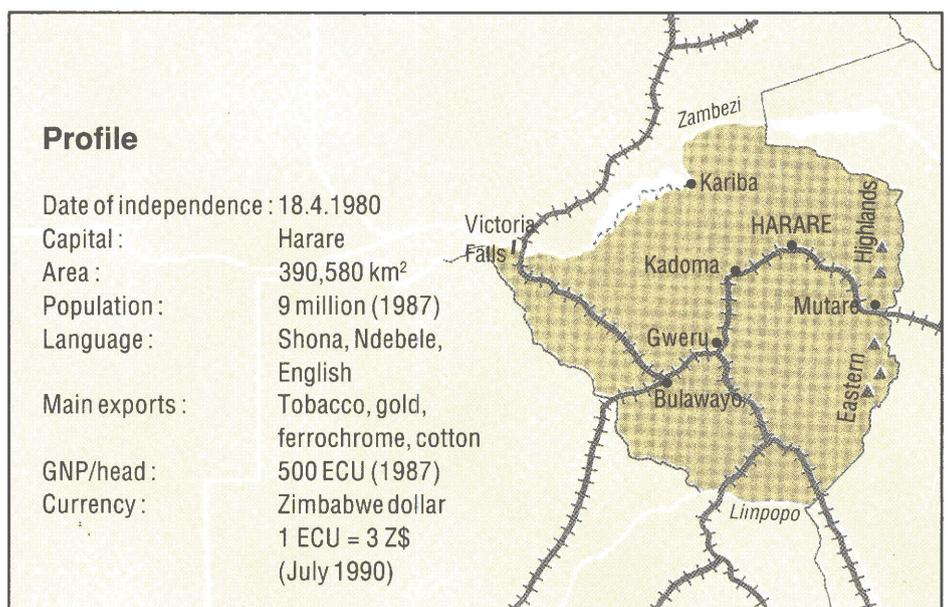 Profile
Date of independence : 18.4.1980
Capital : Harare
Area : 390,580 km²
Population : 9 million (1987)
Language : Shona, Ndebele,
English
Main exports : Tobacco, gold,
ferrochrome, cotton
GNP/head : 500 ECU (1987)
Currency : Zimbabwe dollar
1 ECU = 3 Z$
(July 1990)
Zambezi
Kariba
Victoria
Falls
HARARE
Highlands
Kadoma
Mutare
Gweru
Eastern
Bulawayo
Limpopo